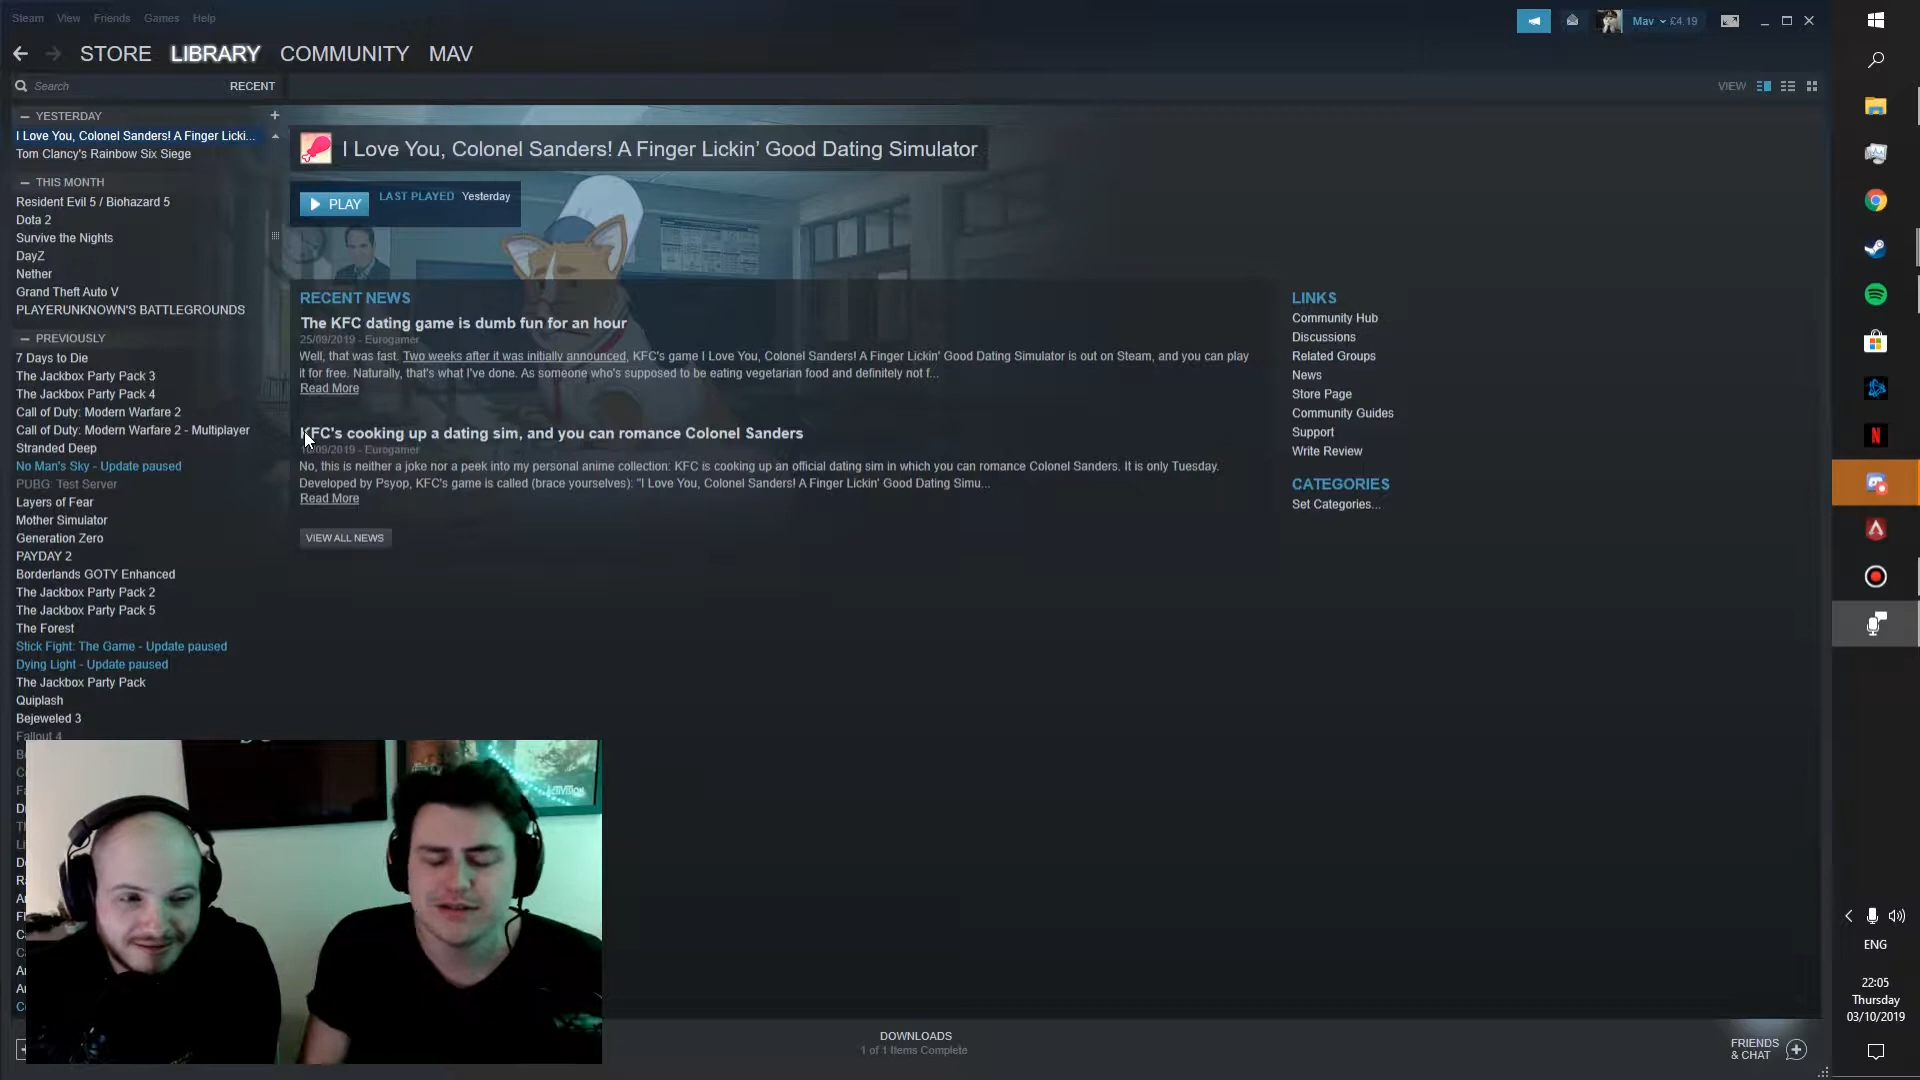 Steam View Friends Games Help
Mav £4.19
STORE LIBRARY COMMUNITY MAV
Search RECENT
VIEW
— YESTERDAY +
I Love You, Colonel Sanders! A Finger Licki...
Tom Clancy's Rainbow Six Siege
— THIS MONTH
Resident Evil 5 / Biohazard 5
Dota 2
Survive the Nights
DayZ
Nether
Grand Theft Auto V
PLAYERUNKNOWN'S BATTLEGROUNDS
— PREVIOUSLY
7 Days to Die
The Jackbox Party Pack 3
The Jackbox Party Pack 4
Call of Duty: Modern Warfare 2
Call of Duty: Modern Warfare 2 - Multiplayer
Stranded Deep
No Man's Sky - Update paused
PUBG: Test Server
Layers of Fear
Mother Simulator
Generation Zero
PAYDAY 2
Borderlands GOTY Enhanced
The Jackbox Party Pack 2
The Jackbox Party Pack 5
The Forest
Stick Fight: The Game - Update paused
Dying Light - Update paused
The Jackbox Party Pack
Quiplash
Bejeweled 3
Fallout 4
I Love You, Colonel Sanders! A Finger Lickin' Good Dating Simulator
PLAY LAST PLAYED Yesterday
RECENT NEWS
The KFC dating game is dumb fun for an hour
25/09/2019 - Eurogamer
Well, that was fast. Two weeks after it was initially announced, KFC's game I Love You, Colonel Sanders! A Finger Lickin' Good Dating Simulator is out on Steam, and you can play
it for free. Naturally, that's what I've done. As someone who's supposed to be eating vegetarian food and definitely not f...
Read More
KFC's cooking up a dating sim, and you can romance Colonel Sanders
/09/2019 - Eurogamer
No, this is neither a joke nor a peek into my personal anime collection: KFC is cooking up an official dating sim in which you can romance Colonel Sanders. It is only Tuesday.
Developed by Psyop, KFC's game is called (brace yourselves): "I Love You, Colonel Sanders! A Finger Lickin' Good Dating Simu...
Read More
VIEW ALL NEWS
LINKS
Community Hub
Discussions
Related Groups
News
Store Page
Community Guides
Support
Write Review
CATEGORIES
Set Categories...
ACTIVISION
DOWNLOADS
1 of 1 Items Complete
FRIENDS
& CHAT
ENG
22:05
Thursday
03/10/2019